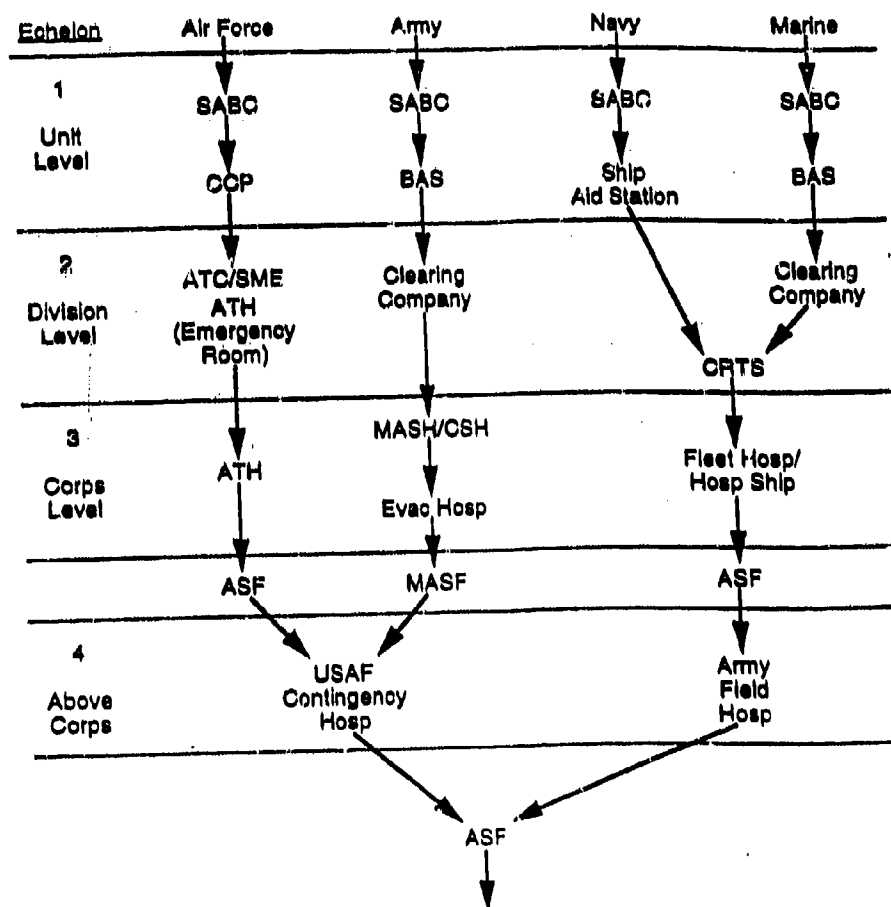 Echelon Air Force Army Navy Marine
1 SABC SABC SABC SABC
Unit
Level
CCP BAS Ship BAS
Aid Station
2 ATC/SME Clearing Clearing
Company Company
Division ATH
Level (Emergency
Room)
CRTS
3 MASH/CSH
Corps ATH Fleet Hosp/
Level Hosp Ship
Evac Hosp
ASF MASF ASF
4 USAF Army
Above Contingency Field
Corps Hosp Hosp
ASF